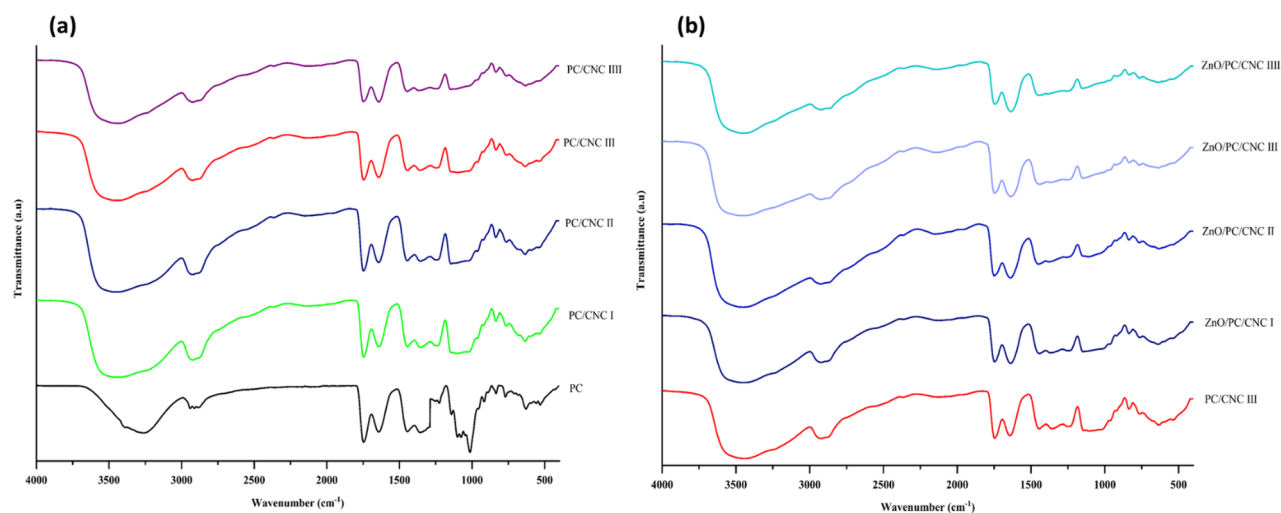 (a)
PC/CNC IIII
PC/CNC III
PC/CNC II
PC/CNC I
PC
Transmittance (a.u)
4000 3500 3000 2500 2000 1500 1000 500
Wavenumber (cm⁻¹)
(b)
ZnO/PC/CNC IIII
ZnO/PC/CNC III
ZnO/PC/CNC II
ZnO/PC/CNC I
PC/CNC III
Transmittance (a.u)
4000 3500 3000 2500 2000 1500 1000 500
Wavenumber (cm⁻¹)